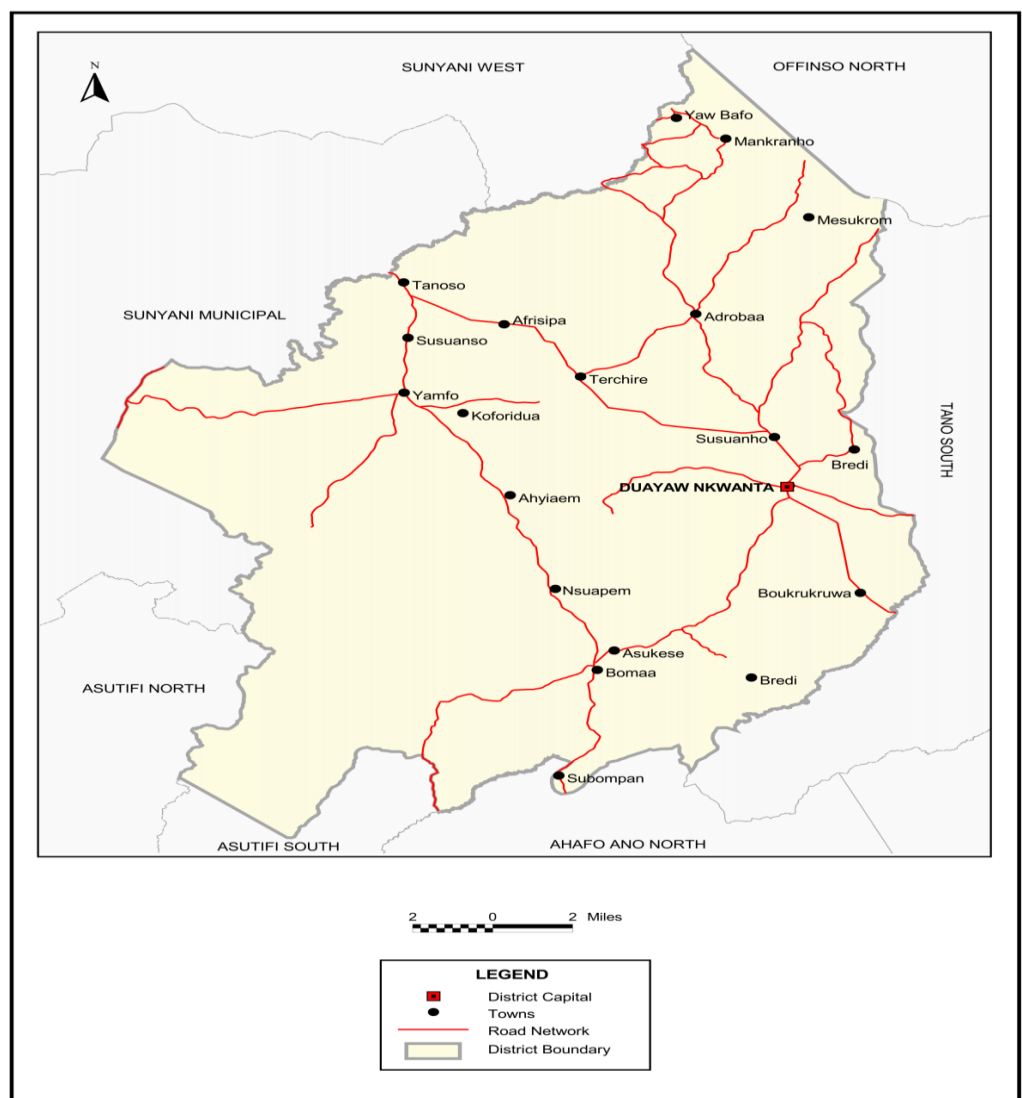 SUNYANI WEST
OFFINSO NORTH
N
Yaw Bafo
Mankranho
Mesukrom
Tanoso
SUNYANI MUNICIPAL
Afrisipa
Adrobaa
Susuanso
Terchire
Yamfo
Koforidua
TANO SOUTH
Susuanho
Bredi
DUAYAW NKWANTA
Ahyiaem
Nsuapem
Boukrukruwa
Asukese
Bomaa
Bredi
ASUTIFI NORTH
Subompan
ASUTIFI SOUTH
AHAFO ANO NORTH
2 0 2 Miles
LEGEND
District Capital
Towns
Road Network
District Boundary